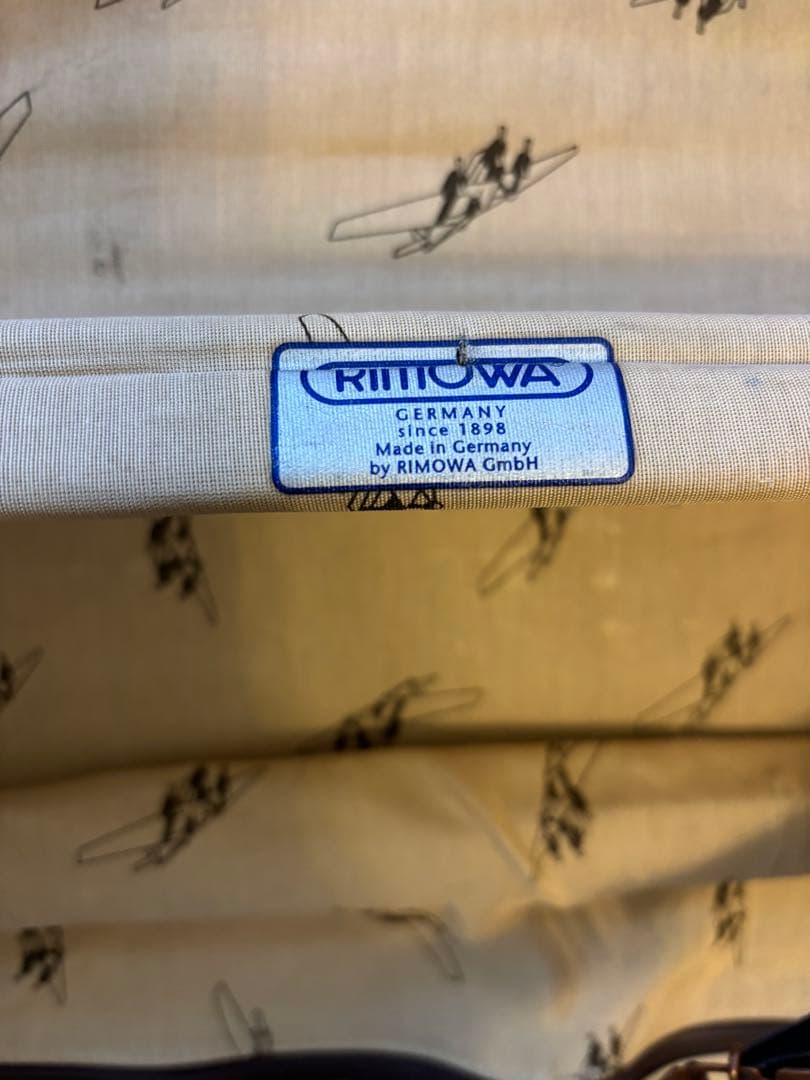 RIMOWA
GERMANY
since 1898
Made in Germany
by RIMOWA GmbH